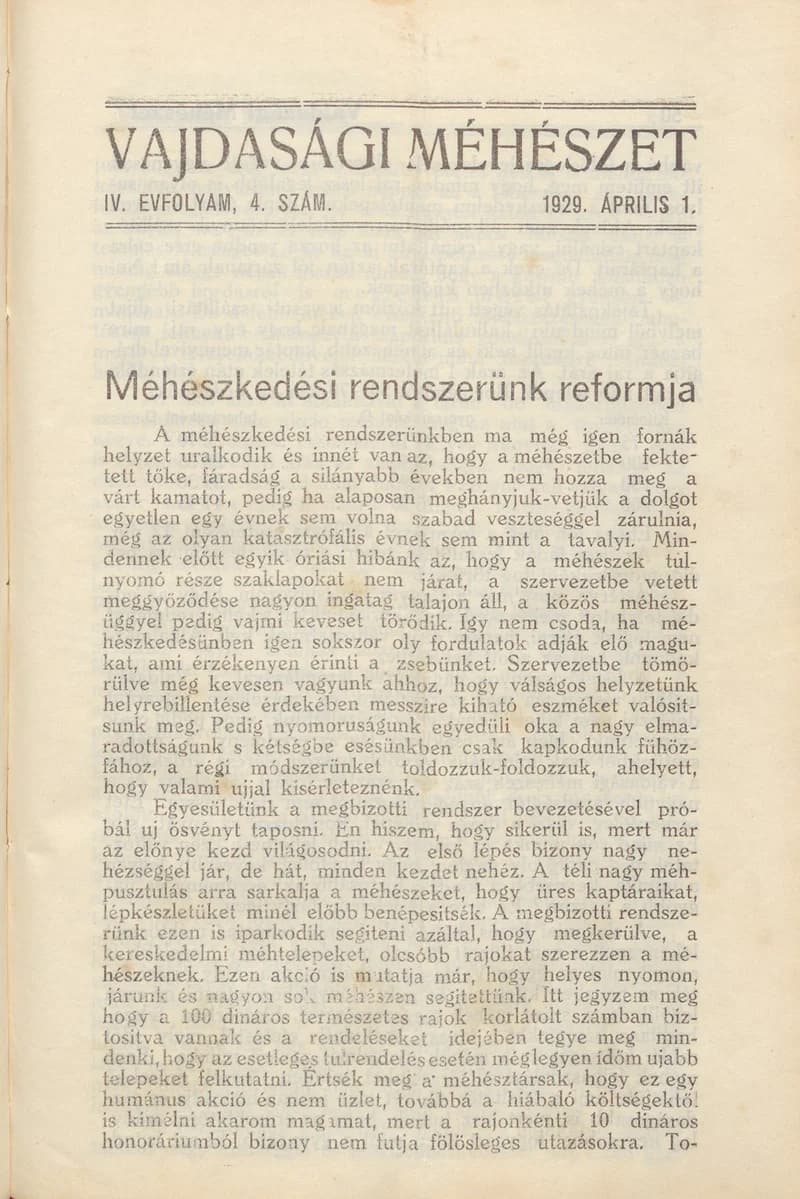 VAJDASÁGI MÉHÉSZET
IV. EVFOLYAM, 4. SZÁM. 1929. ÁPRILIS 1.
Méhészkedési rendszerünk reformja
A méhészkedési rendszerünkben ma még igen fornák
helyzet uralkodik és innét van az, hogy a méhészetbe fekte-
tett tőke, fáradság a silányabb években nem hozza meg a
várt kamatot, pedig ha alaposan meghányjuk-vetjük a dolgot
egyetlen egy évnek sem volna szabad veszteséggel zárulnia,
még az olyan katasztrófális évnek sem mint a tavalyi. Min-
dennek előtt egyik óriási hibánk az, hogy a méhészek túl-
nyomó része szaklapokat nem járat, a szervezetbe vetett
meggyőződése nagyon ingatag talajon áll, a közös méhész-
üggyel pedig vajmi keveset törődik. Igy nem csoda, ha mé-
hészkedésünben igen sokszor oly fordulatok adják elő magu-
kat, ami érzékenyen érinti a zsebünket. Szervezetbe tömö-
rülve még kevesen vagyunk ahhoz, hogy válságos helyzetünk
helyrebillentése érdekében messzire kiható eszméket valósit-
sunk meg. Pedig nyomoruságunk egyedüli oka a nagy elma-
radottságunk s kétségbe esésünkben csak kapkodunk fühöz-
fához, a régi módszerünket toldozzuk-foldozzuk, ahelyett,
hogy valami ujjal kisérleteznénk.
Egyesületünk a megbizotti rendszer bevezetésével pró-
bál uj ösvényt taposni. Én hiszem, hogy sikerül is, mert már
az előnye kezd világosodni. Az első lépés bizony nagy ne-
hézséggel jár, de hát, minden kezdet nehéz. A téli nagy méh-
pusztulás arra sarkalja a méhészeket, hogy üres kaptáraikat,
lépkészletüket minél előbb benépesitsék. A megbizotti rendsze-
rünk ezen is iparkodik segiteni azáltal, hogy megkerülve, a
kereskedelmi méhtelepeket, olcsóbb rajokat szerezzen a mé-
hészeknek. Ezen akció is mutatja már, hogy helyes nyomon,
járunk és nagyon sok méhészen segitettünk. Itt jegyzem meg
hogy a 100 dináros természetes rajok korlátolt számban biz-
tositva vannak és a rendeléseket idejében tegye meg min-
denki, hogy az esetleges tulrendelés esetén még legyen időm ujabb
telepeket felkutatni. Értsék meg a méhésztársak, hogy ez egy
humánus akció és nem üzlet, továbbá a hiábaló költségektől
is kimélni akarom magamat, mert a rajonkénti 10 dináros
honoráriumból bizony nem futja fölösleges utazásokra. To-